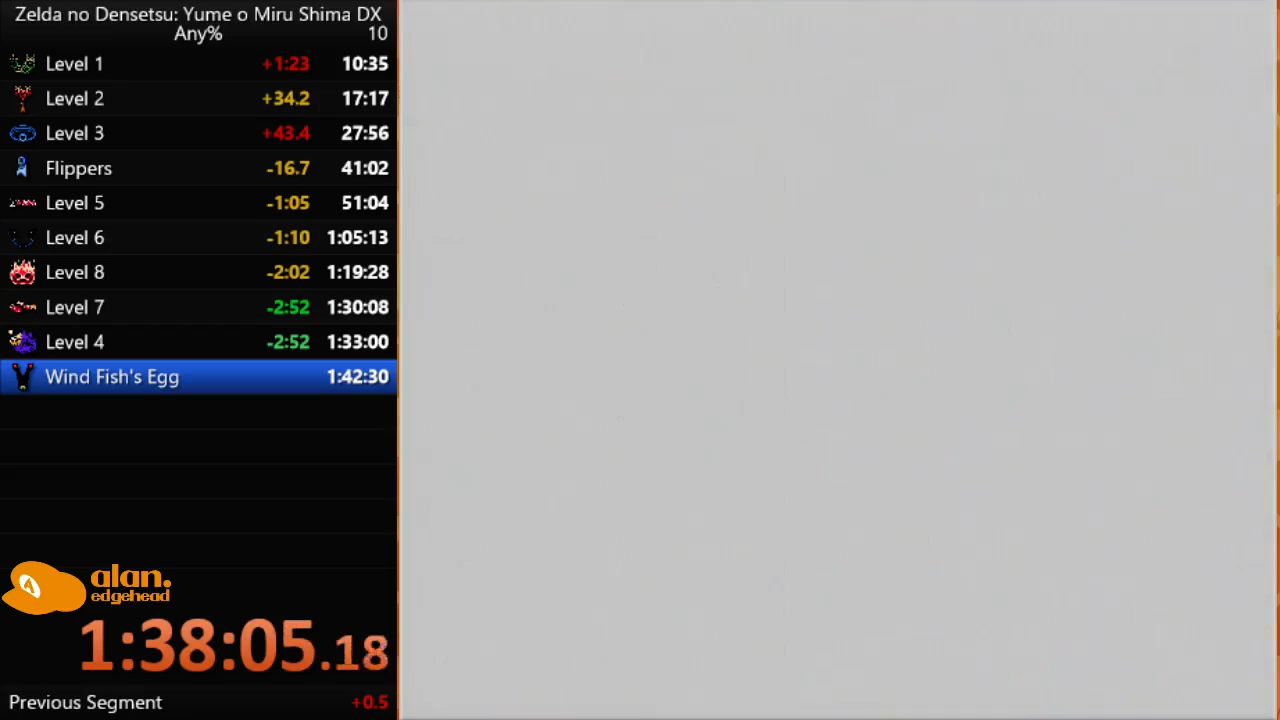 Zelda no Densetsu: Yume o Miru Shima DX
Any% 10
Level 1 +1:23 10:35
Level 2 +34.2 17:17
Level 3 +43.4 27:56
Flippers -16.7 41:02
Level 5 -1:05 51:04
Level 6 -1:10 1:05:13
Level 8 -2:02 1:19:28
Level 7 -2:52 1:30:08
Level 4 -2:52 1:33:00
Wind Fish's Egg 1:42:30
alan.
edgehead
1:38:05.18
Previous Segment +0.5